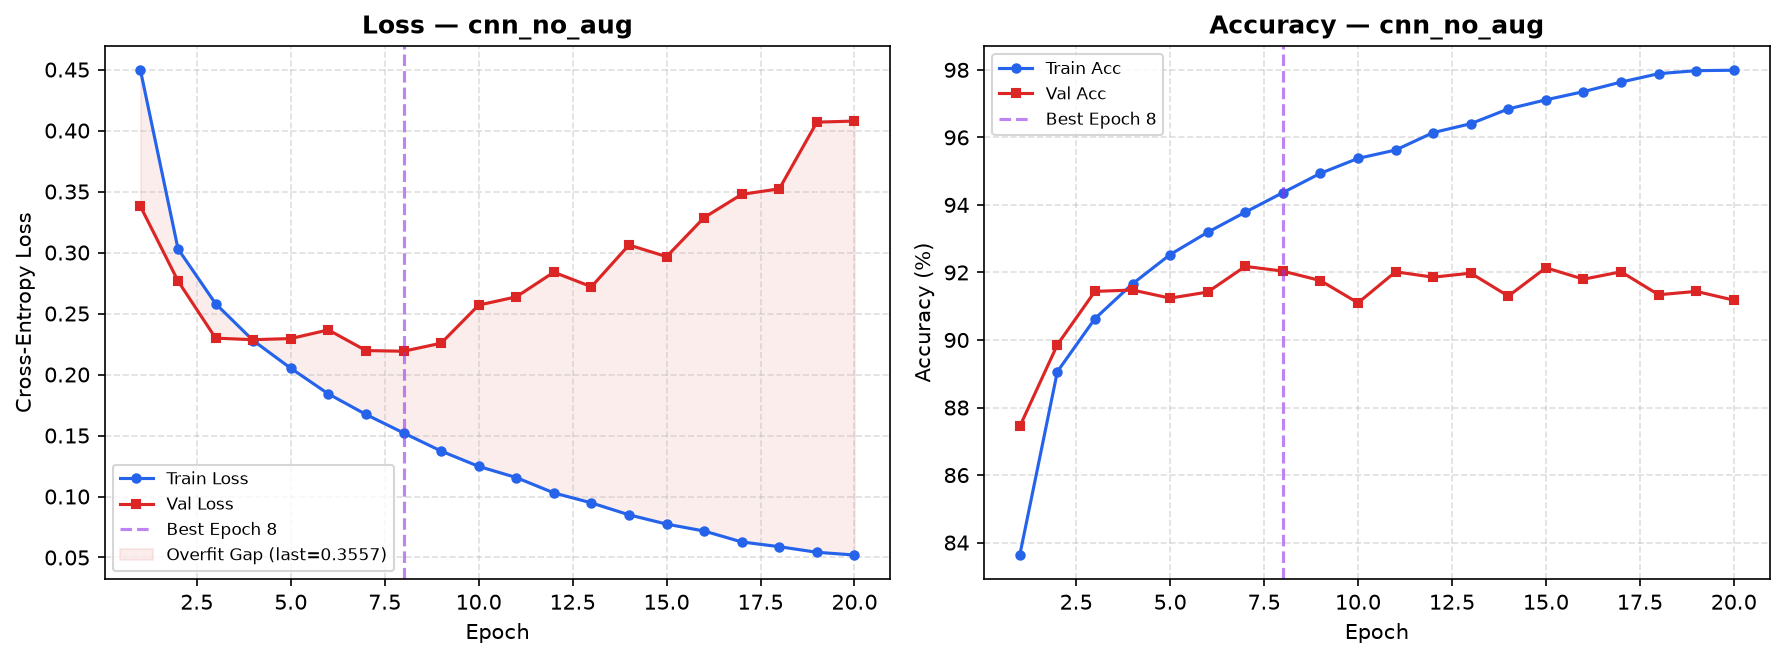 Loss — cnn_no_aug
Cross-Entropy Loss
0.45
0.40
0.35
0.30
0.25
0.20
0.15
0.10
0.05
Train Loss
Val Loss
Best Epoch 8
Overfit Gap (last=0.3557)
2.5 5.0 7.5 10.0 12.5 15.0 17.5 20.0
Epoch
Accuracy — cnn_no_aug
Accuracy (%)
98
96
94
92
90
88
86
84
Train Acc
Val Acc
Best Epoch 8
2.5 5.0 7.5 10.0 12.5 15.0 17.5 20.0
Epoch